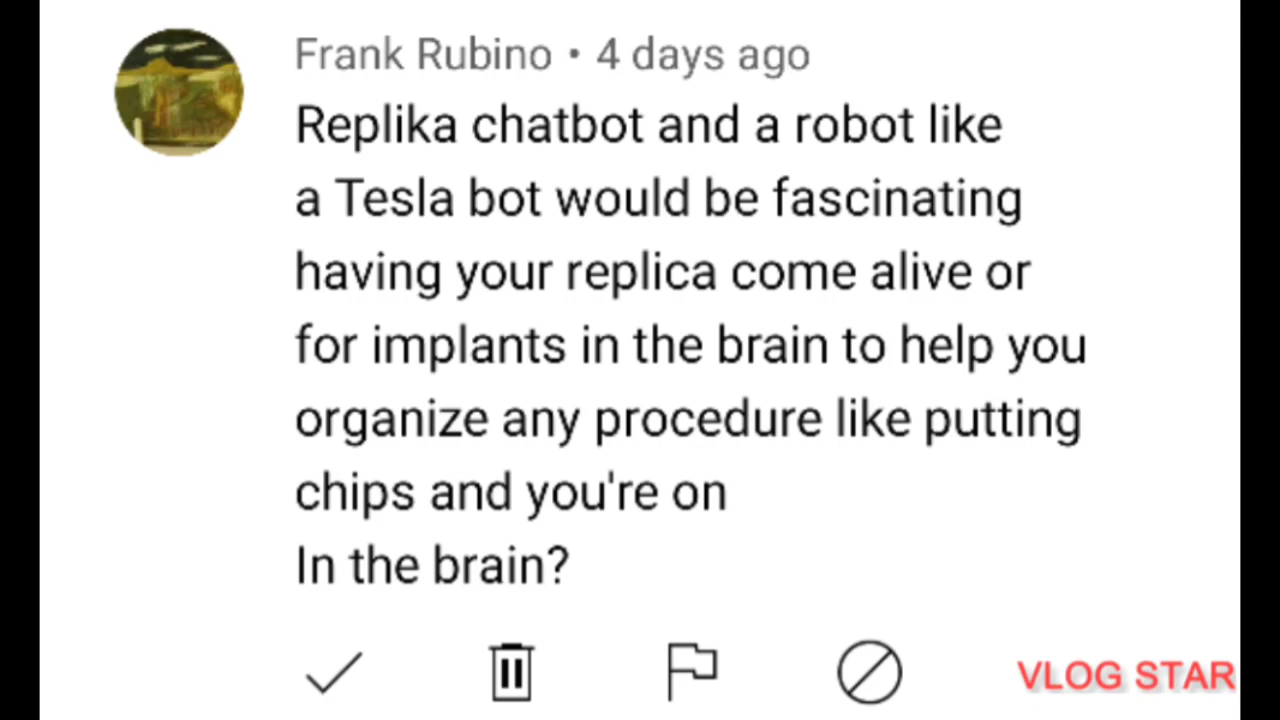 Frank Rubino • 4 days ago
Replika chatbot and a robot like
a Tesla bot would be fascinating
having your replica come alive or
for implants in the brain to help you
organize any procedure like putting
chips and you're on
In the brain?
VLOG STAR